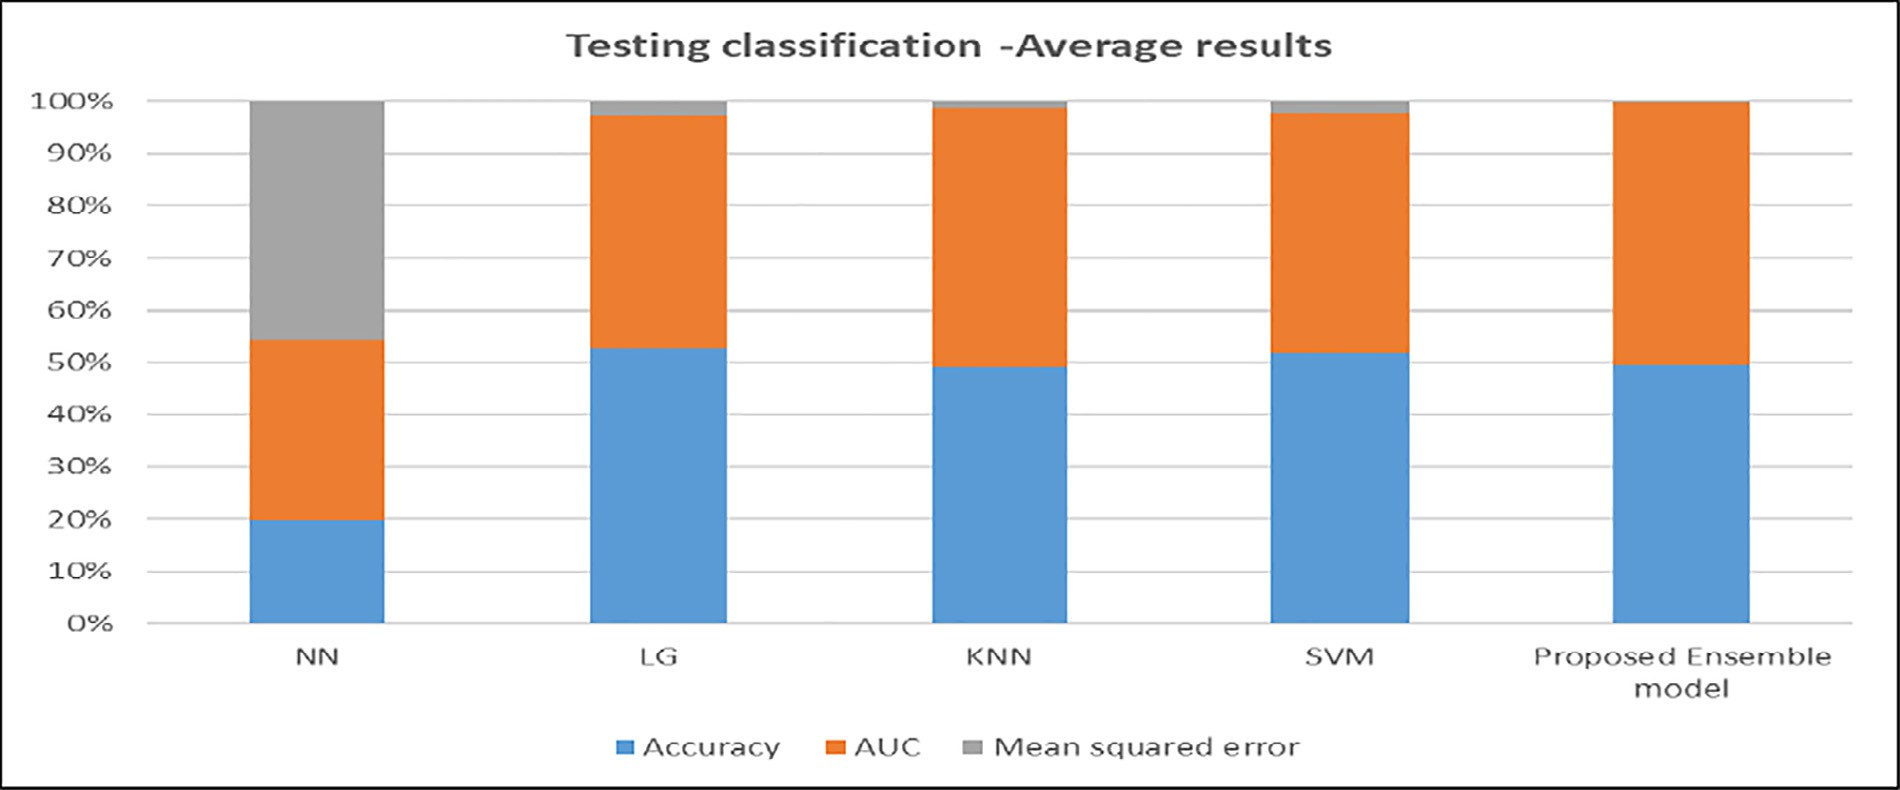 Testing classification -Average results
100%
90%
80%
70%
60%
50%
40%
30%
20%
10%
0%
NN LG KNN SVM Proposed Ensemble
model
Accuracy AUC Mean squared error